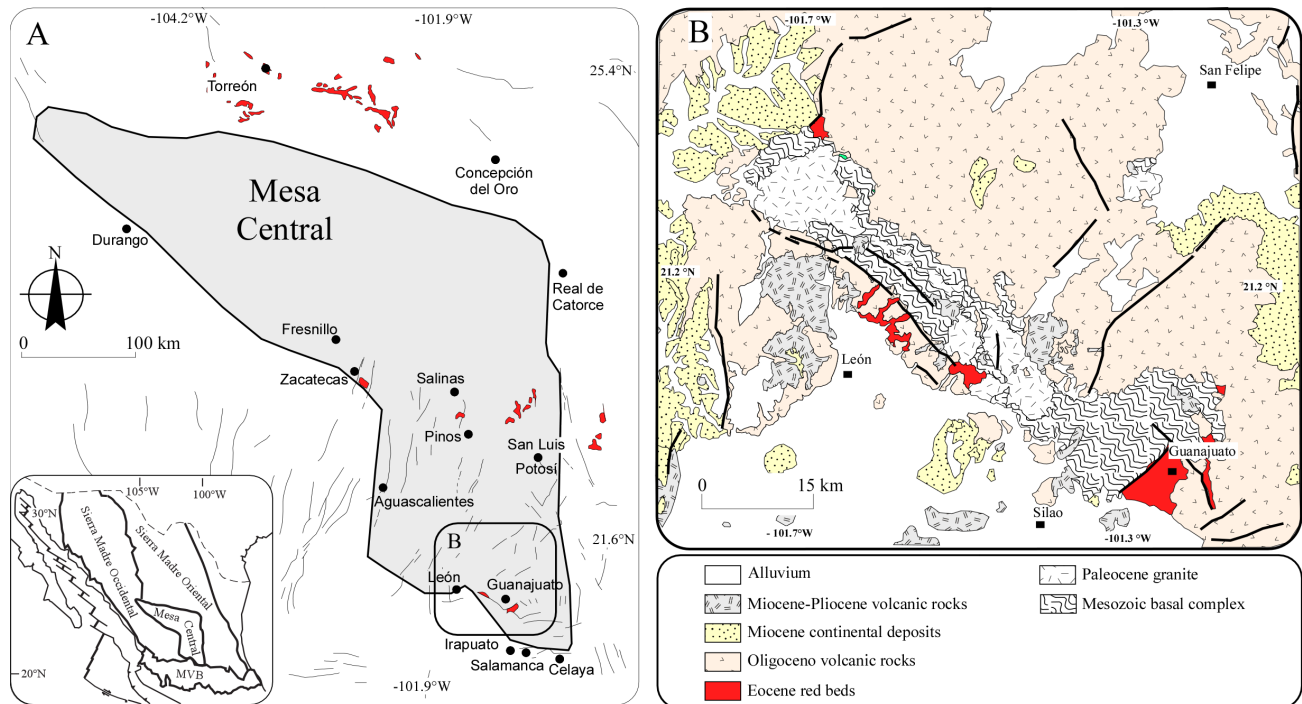 A
-104.2°W
-101.9°W
25.4°N
Torreón
Concepción
del Oro
Mesa
Central
Durango
N
0
100 km
Real de
Catorce
Fresnillo
Zacatecas
Salinas
Pinos
San Luis
Potosí
Aguascalientes
21.6°N
B
León
Guanajuato
Irapuato
Salamanca
Celaya
-101.9°W
105°W
100°W
30°N
Sierra Madre Occidental
Sierra Madre Oriental
Mesa
Central
MVB
20°N
B
-101.7 °W
-101.3 °W
San Felipe
21.2 °N
21.2 °N
León
Guanajuato
0
15 km
Silao
- 101.7°W
-101.3 °W
Alluvium
Miocene-Pliocene volcanic rocks
Miocene continental deposits
Oligoceno volcanic rocks
Eocene red beds
Paleocene granite
Mesozoic basal complex